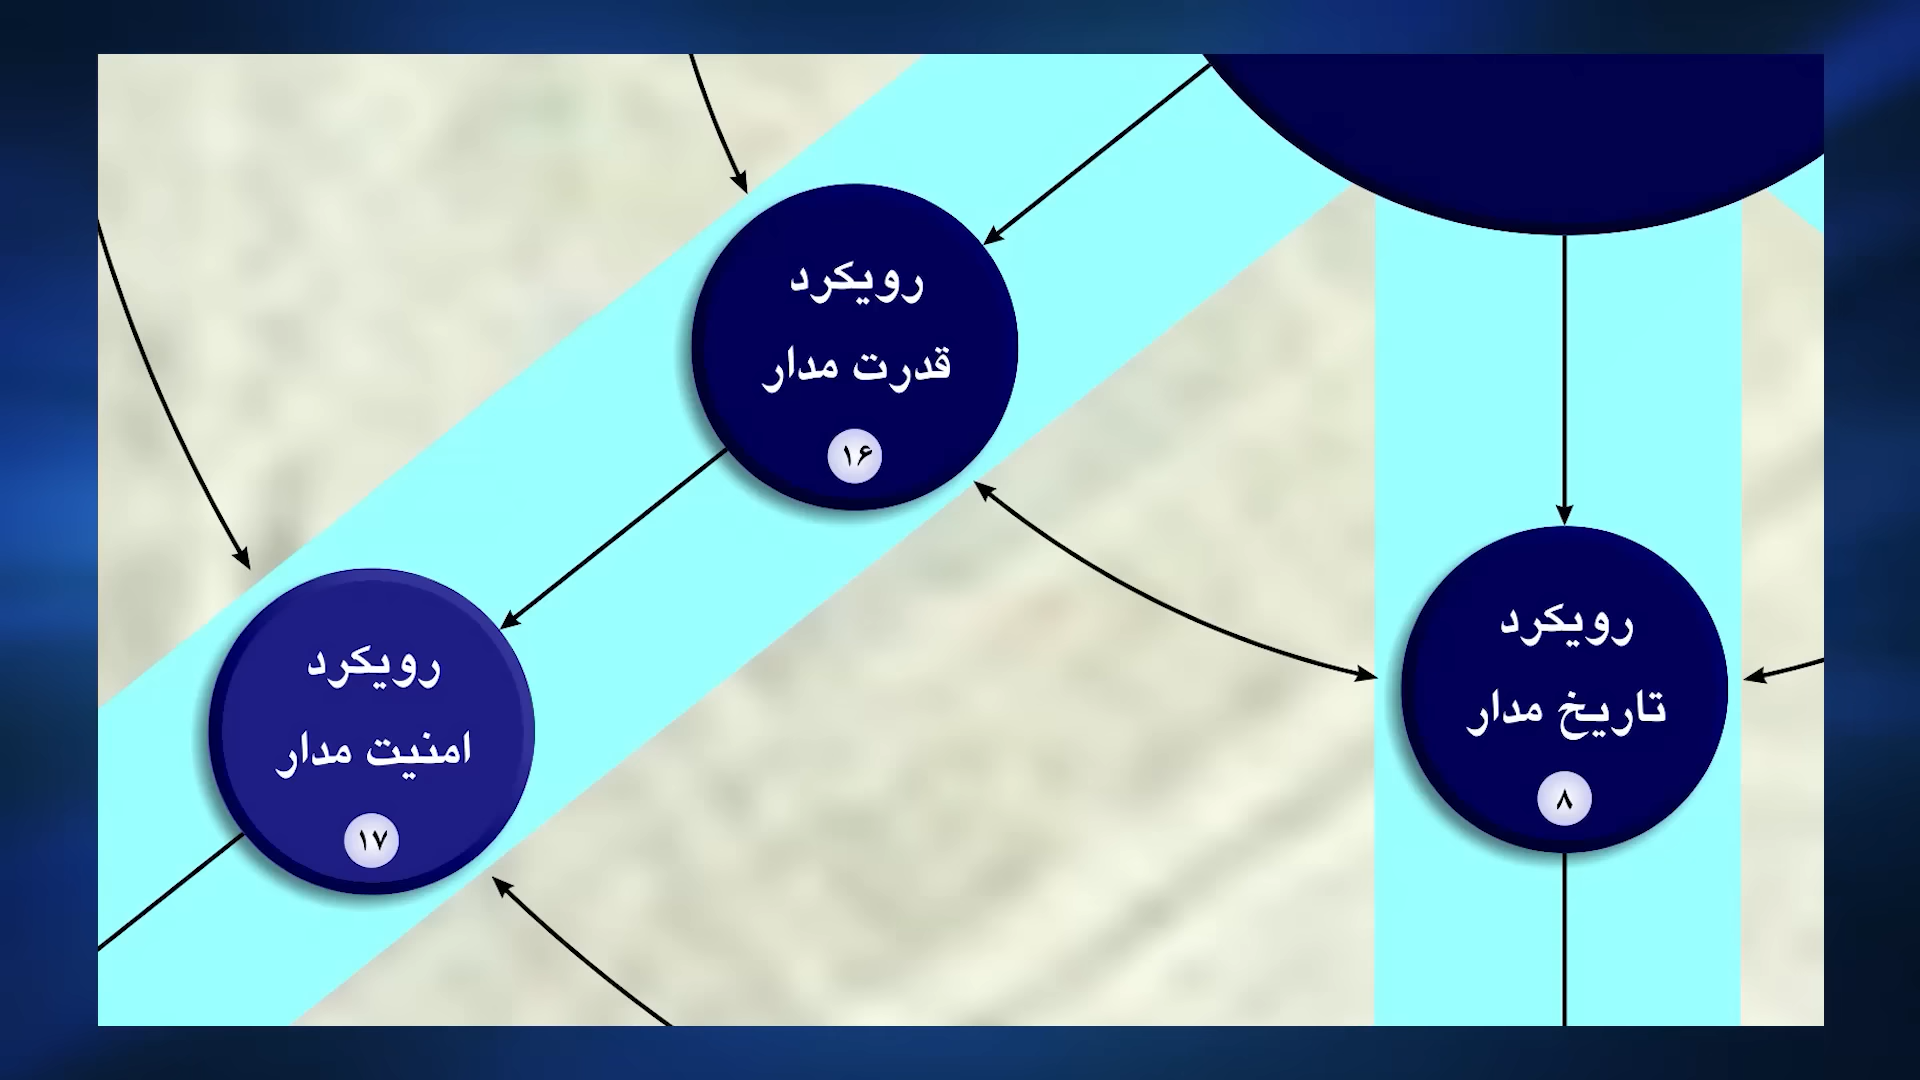 رویکرد
قدرت مدار
۱۶
رویکرد
تاریخ مدار
۸
رویکرد
امنیت مدار
۱۷